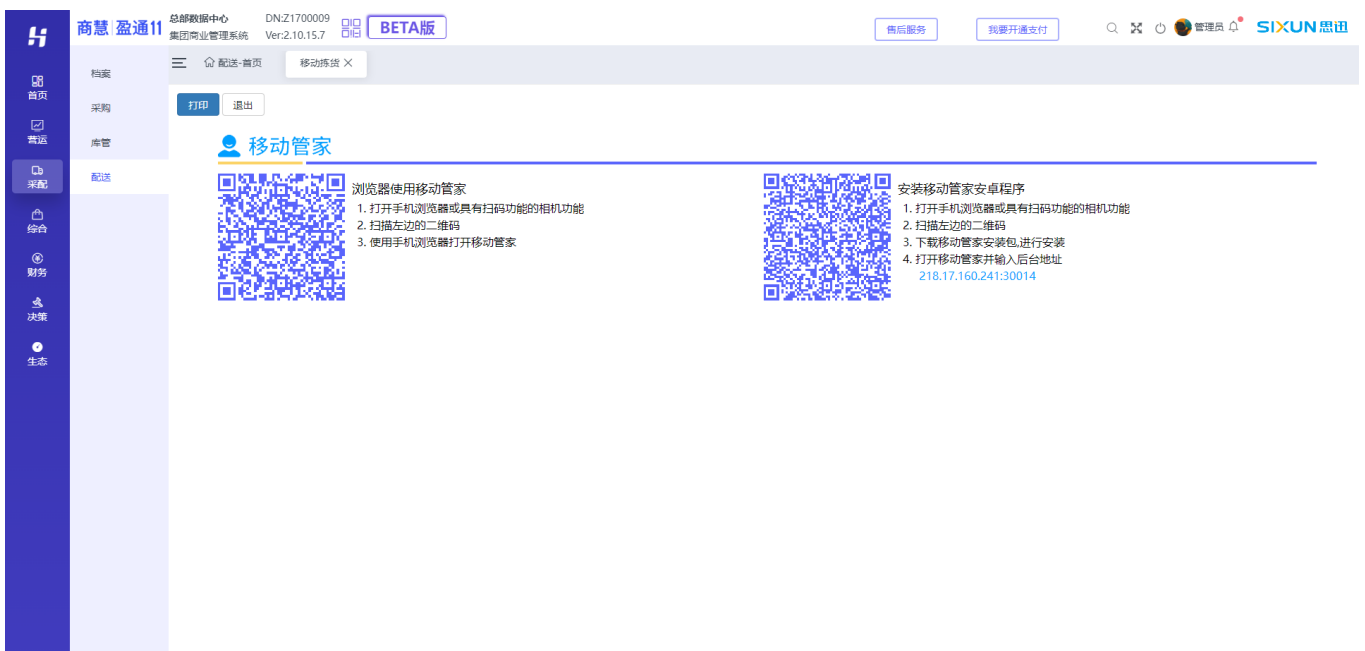 商慧 盈通11
总部数据中心 DN:Z1700009
集团商业管理系统 Ver:2.10.15.7
BETA版
售后服务
我要开通支付
管理员
SIXUN思迅
首页
营运
采配
综合
财务
决策
生态
档案
采购
库管
配送
配送-首页
移动拣货
打印
退出
移动管家
浏览器使用移动管家
1. 打开手机浏览器或具有扫码功能的相机功能
2. 扫描左边的二维码
3. 使用手机浏览器打开移动管家
安装移动管家安卓程序
1. 打开手机浏览器或具有扫码功能的相机功能
2. 扫描左边的二维码
3. 下载移动管家安装包,进行安装
4. 打开移动管家并输入后台地址
218.17.160.241:30014